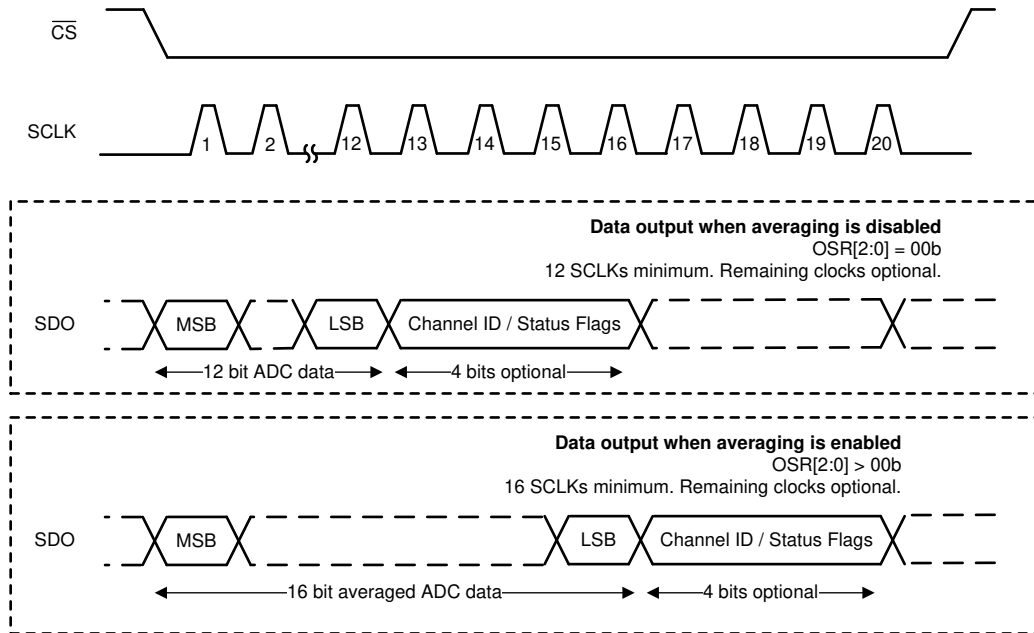 CS
SCLK
1 2 12 13 14 15 16 17 18 19 20
Data output when averaging is disabled
OSR[2:0] = 00b
12 SCLKs minimum. Remaining clocks optional.
SDO MSB LSB Channel ID / Status Flags
12 bit ADC data 4 bits optional
Data output when averaging is enabled
OSR[2:0] > 00b
16 SCLKs minimum. Remaining clocks optional.
SDO MSB LSB Channel ID / Status Flags
16 bit averaged ADC data 4 bits optional